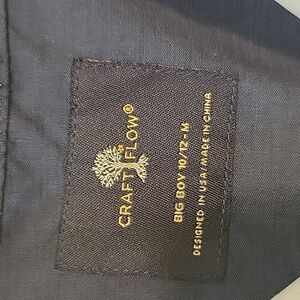 CRAFT FLOW®
BIG BOY 10/12 - M
DESIGNED IN USA/MADE IN CHINA